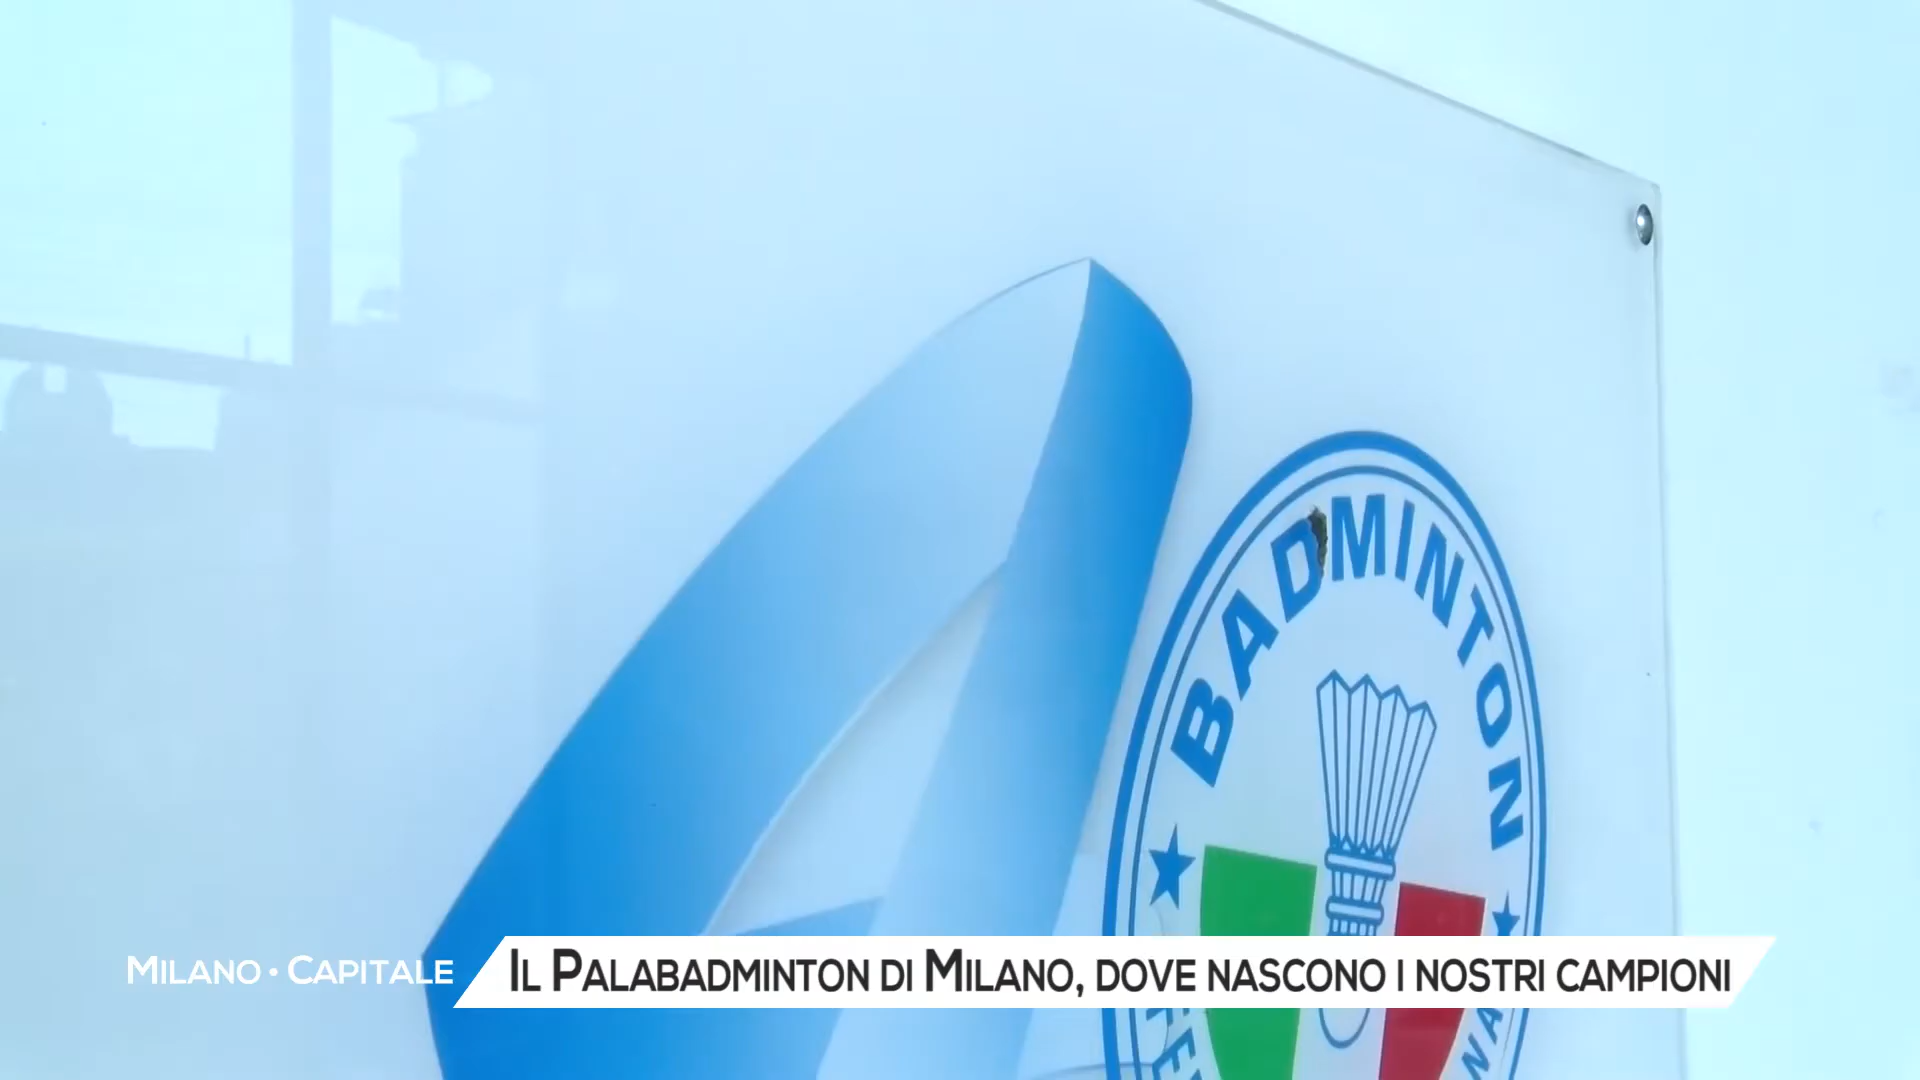 BADMINTON
MILANO • CAPITALE
IL PALABADMINTON DI MILANO, DOVE NASCONO I NOSTRI CAMPIONI